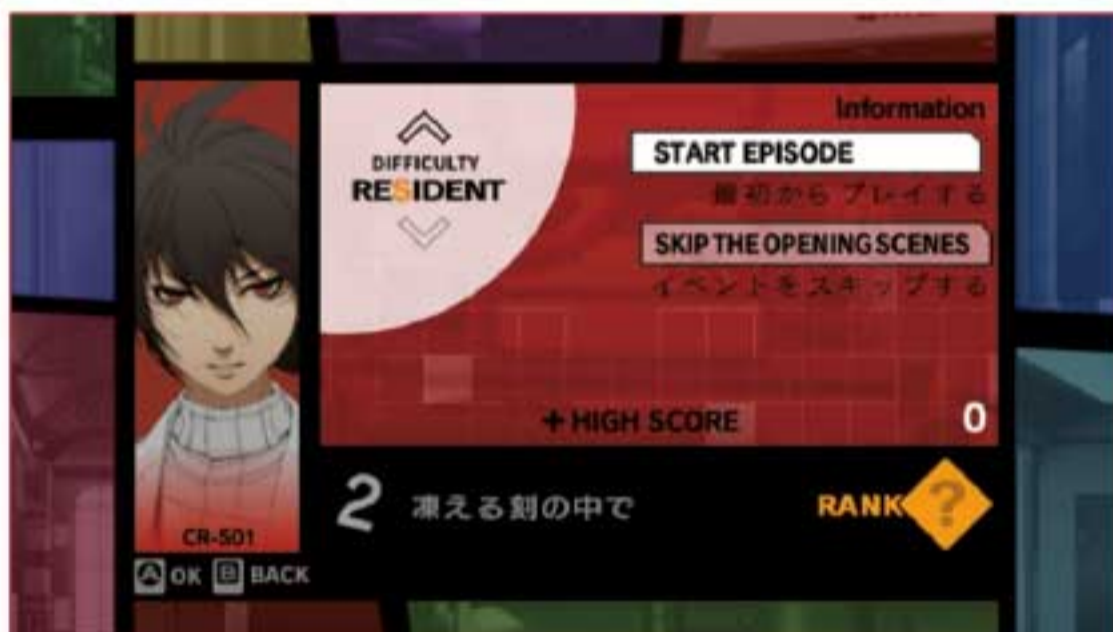 Information
DIFFICULTY
RESIDENT
START EPISODE
最初からプレイする
SKIP THE OPENING SCENES
イベントをスキップする
+ HIGH SCORE 0
2 凍える刻の中で
RANK ?
CR-S01
A OK B BACK